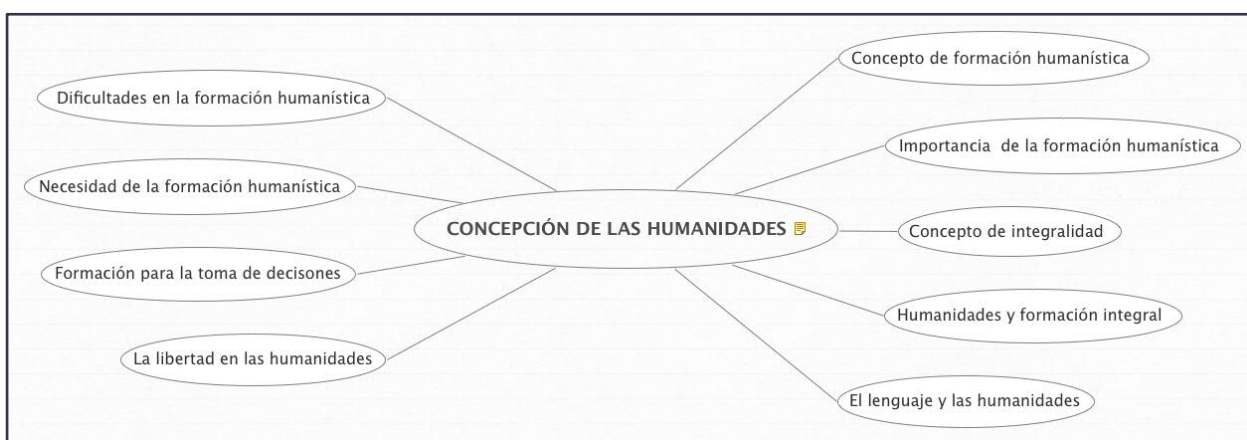 Concepto de formación humanística
Dificultades en la formación humanística
Importancia de la formación humanística
Necesidad de la formación humanística
CONCEPCIÓN DE LAS HUMANIDADES
Concepto de integralidad
Formación para la toma de decisones
Humanidades y formación integral
La libertad en las humanidades
El lenguaje y las humanidades